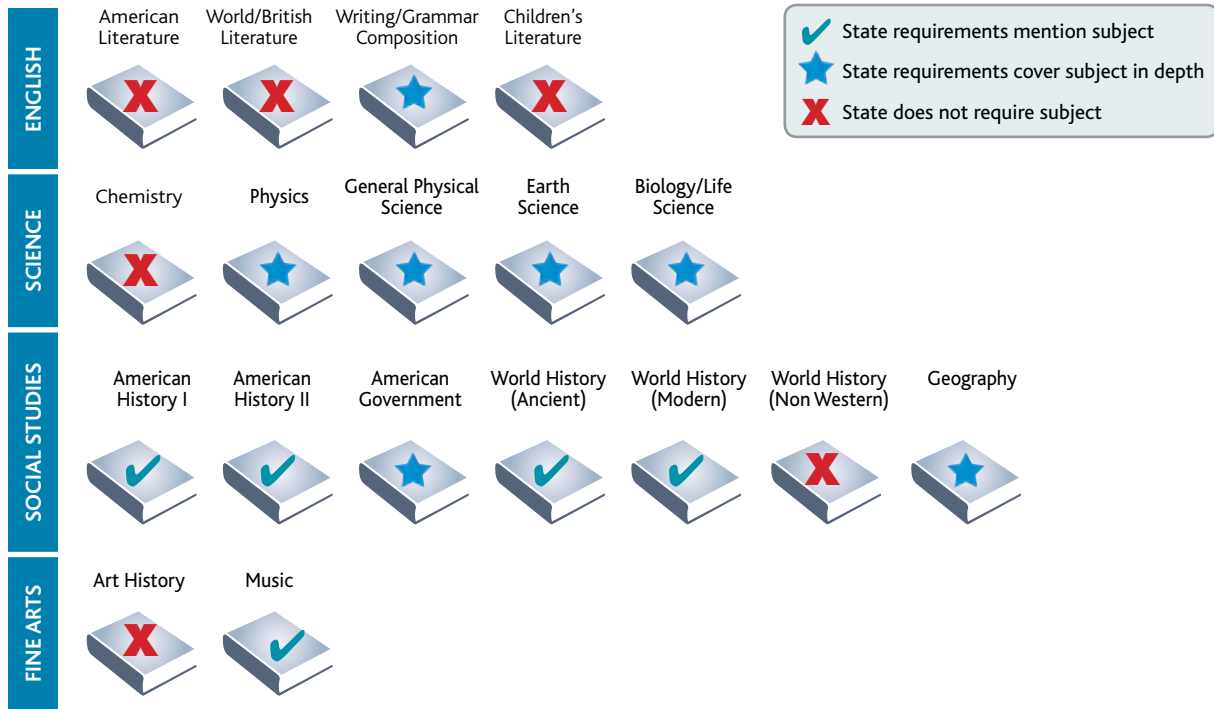 American
Literature
World/British
Literature
Writing/Grammar
Composition
Children's
Literature
State requirements mention subject
State requirements cover subject in depth
State does not require subject
ENGLISH
Chemistry
Physics
General Physical
Science
Earth
Science
Biology/Life
Science
SCIENCE
American
History I
American
History II
American
Government
World History
(Ancient)
World History
(Modern)
World History
(Non Western)
Geography
SOCIAL STUDIES
Art History
Music
FINE ARTS